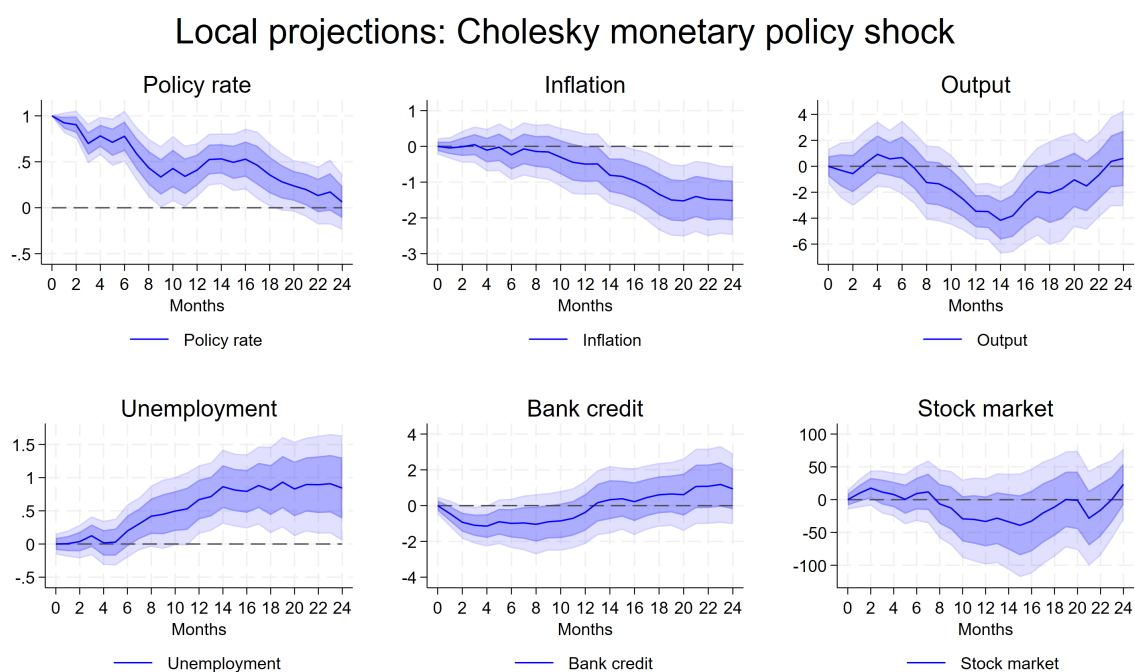 Local projections: Cholesky monetary policy shock
Policy rate
1
.5
0
-.5
0 2 4 6 8 10 12 14 16 18 20 22 24
Months
Policy rate
Inflation
1
0
-1
-2
-3
0 2 4 6 8 10 12 14 16 18 20 22 24
Months
Inflation
Output
4
2
0
-2
-4
-6
0 2 4 6 8 10 12 14 16 18 20 22 24
Months
Output
Unemployment
1.5
1
.5
0
-.5
0 2 4 6 8 10 12 14 16 18 20 22 24
Months
Unemployment
Bank credit
4
2
0
-2
-4
0 2 4 6 8 10 12 14 16 18 20 22 24
Months
Bank credit
Stock market
100
50
0
-50
-100
0 2 4 6 8 10 12 14 16 18 20 22 24
Months
Stock market